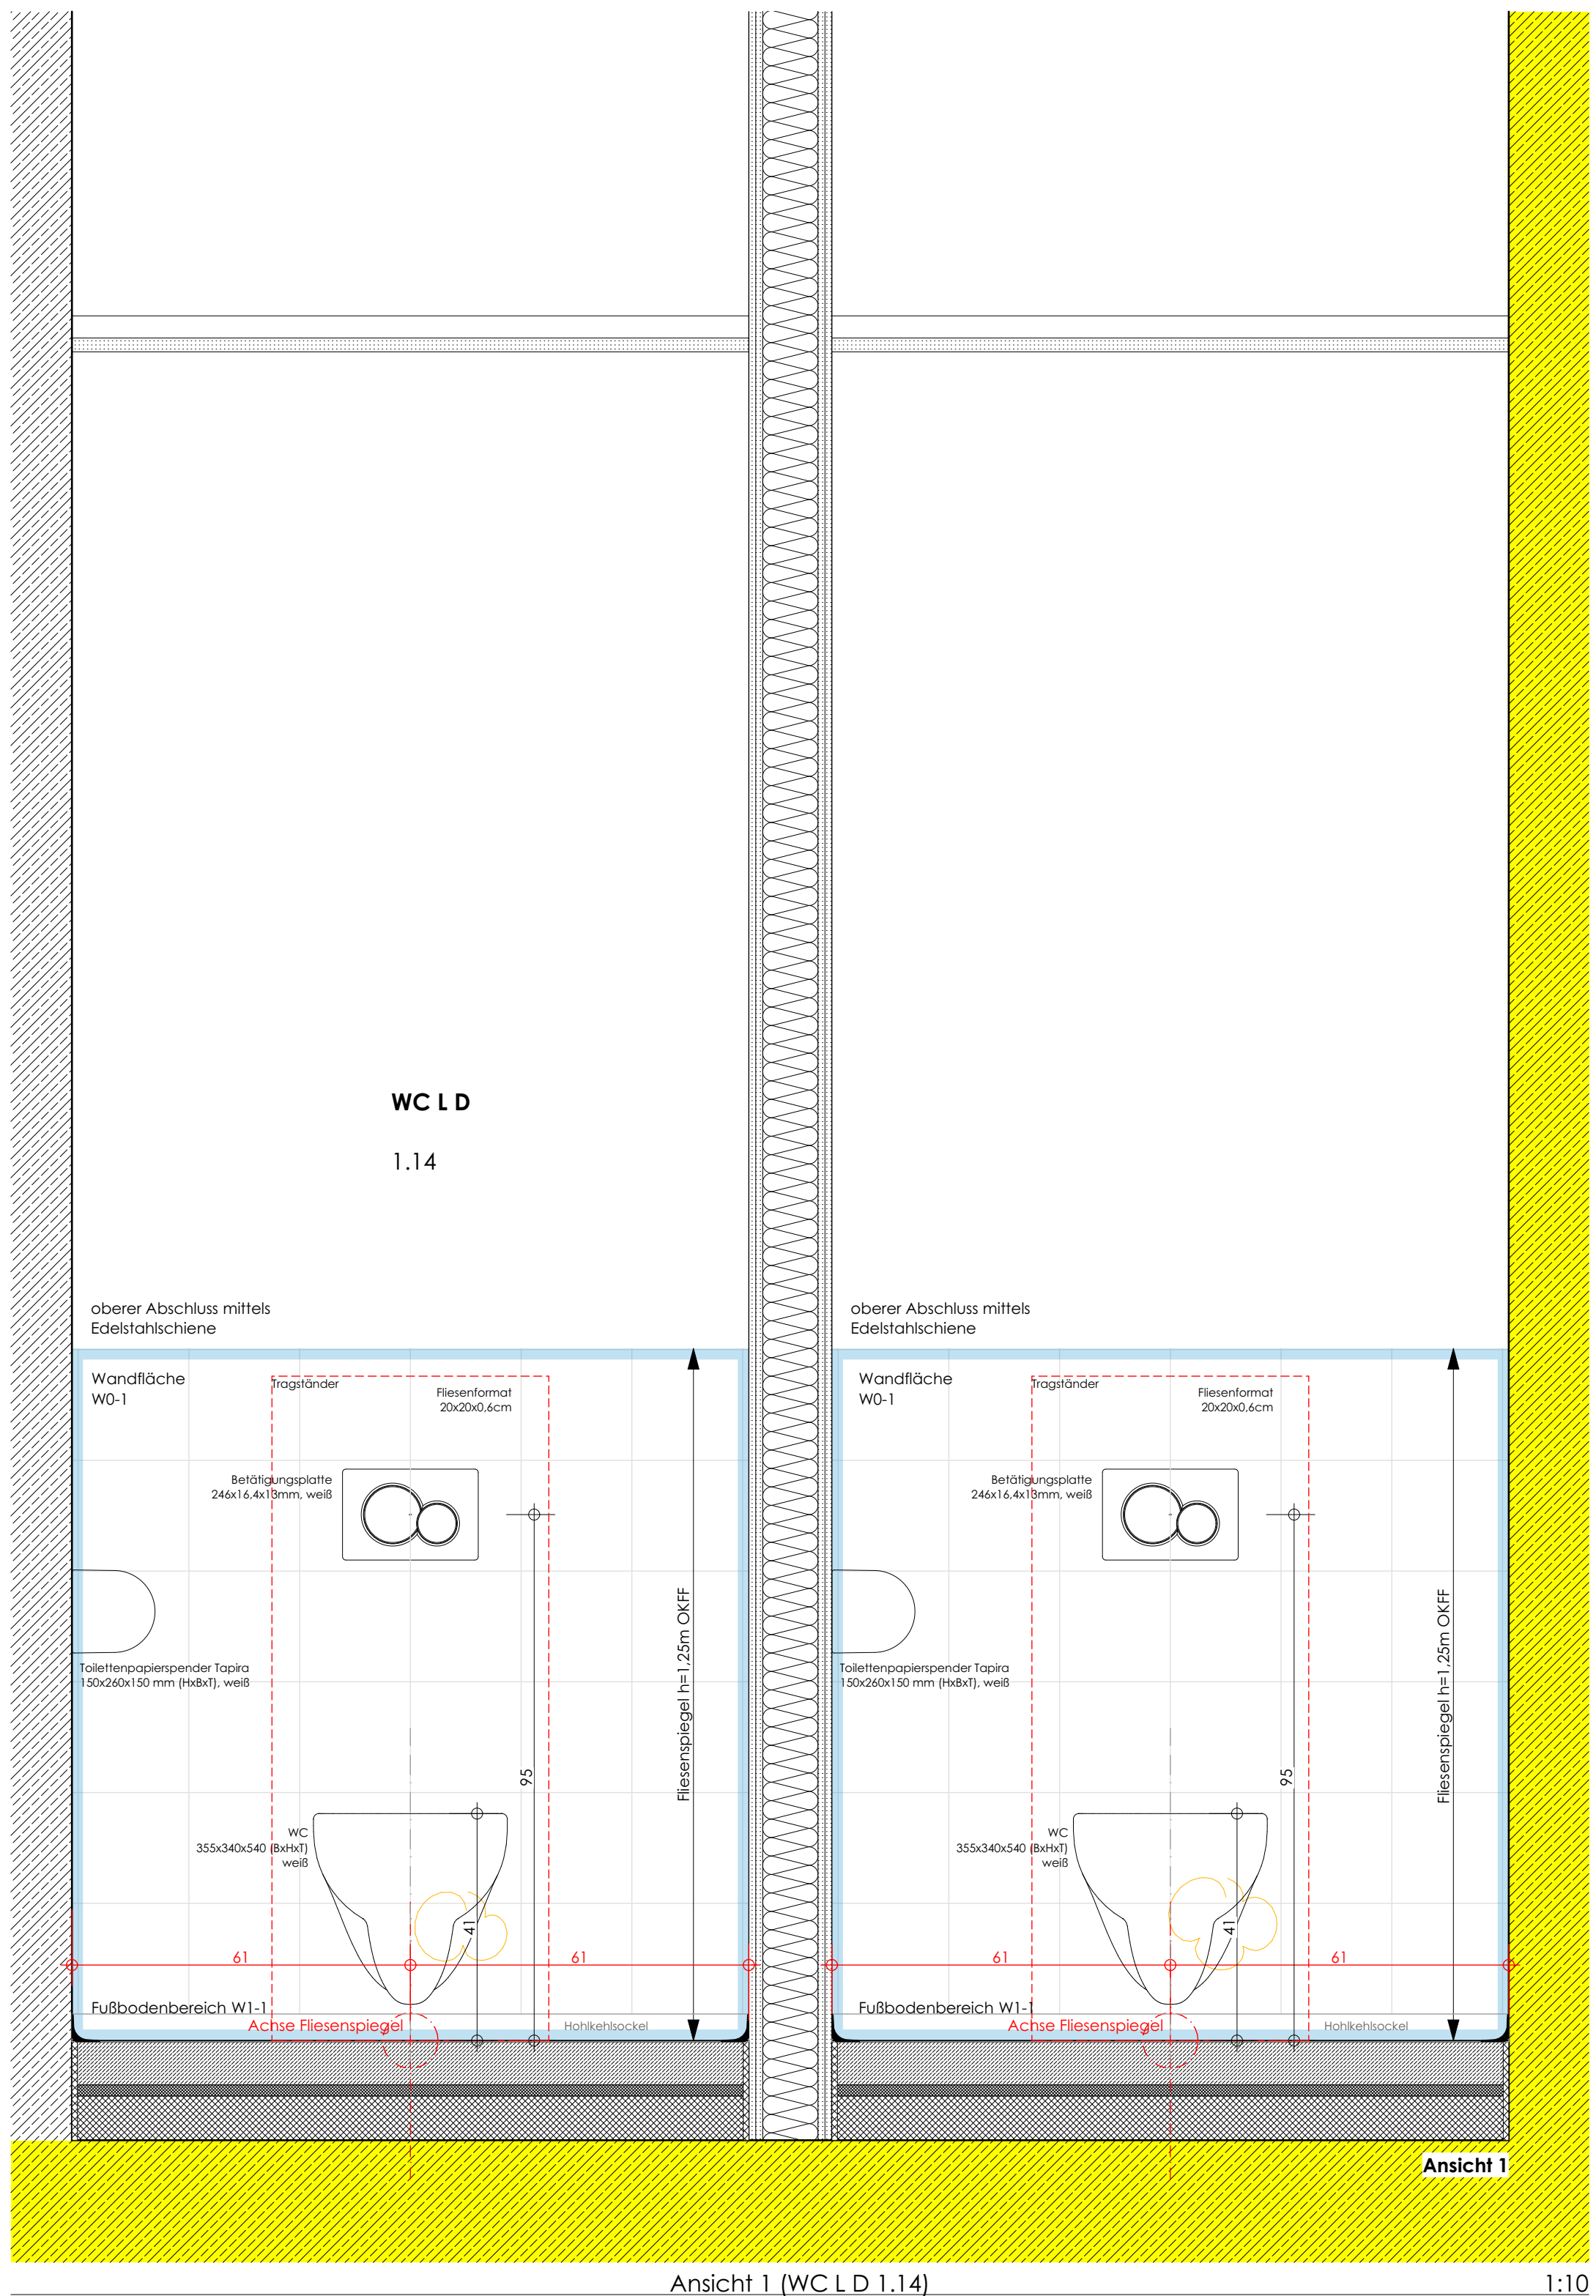 WC L D
1.14
oberer Abschluss mittels
Edelstahlschiene
Wandfläche
W0-1
Tragständer
Fliesenformat
20x20x0,6cm
Betätigungsplatte
246x16,4x13mm, weiß
Toilettenpapierspender Tapira
150x260x150 mm (HxBxT), weiß
Fliesenspiegel h=1,25m OKFF
95
WC
355x340x540 (BxHxT)
weiß
41
61
61
Fußbodenbereich W1-1
Achse Fliesenspiegel
Hohlkehlsockel
oberer Abschluss mittels
Edelstahlschiene
Wandfläche
W0-1
Tragständer
Fliesenformat
20x20x0,6cm
Betätigungsplatte
246x16,4x13mm, weiß
Toilettenpapierspender Tapira
150x260x150 mm (HxBxT), weiß
Fliesenspiegel h=1,25m OKFF
95
WC
355x340x540 (BxHxT)
weiß
41
61
61
Fußbodenbereich W1-1
Achse Fliesenspiegel
Hohlkehlsockel
Ansicht 1
Ansicht 1 (WC L D 1.14)
1:10